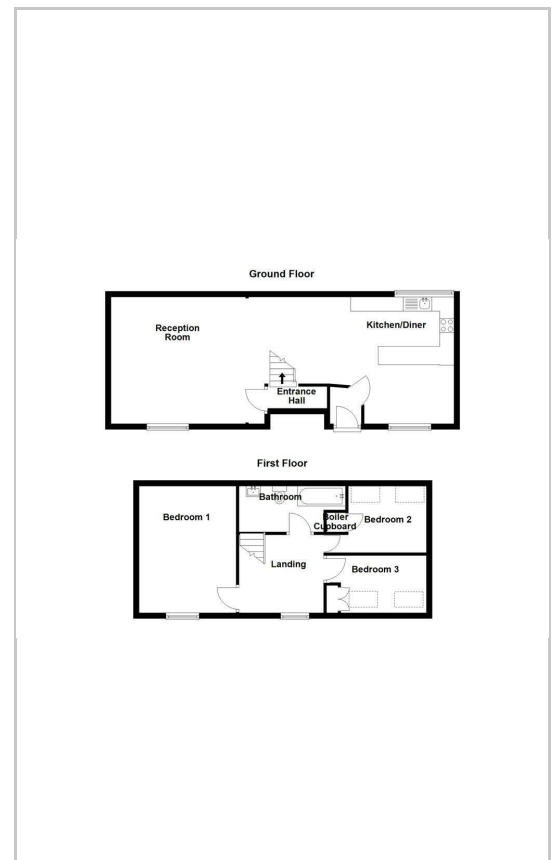 Ground Floor
Reception
Room
Kitchen/Diner
Entrance
Hall
First Floor
Bathroom
Bedroom 1
Boiler
Cupboard
Bedroom 2
Landing
Bedroom 3